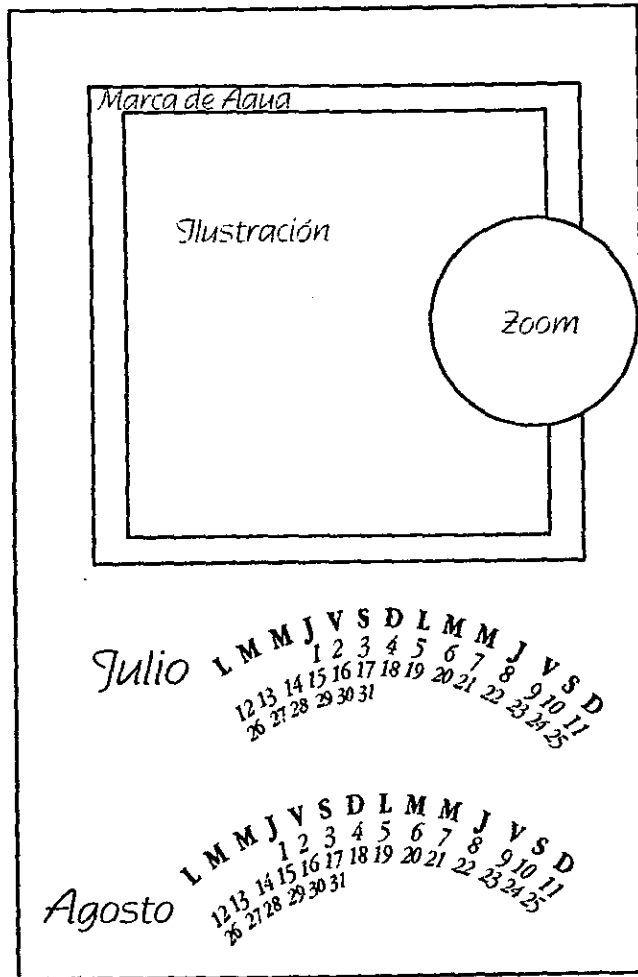 Marca de Agua
Ilustración
Zoom
Julio
L M M J V S D L M M J V S D
1 2 3 4 5 6 7 8 9 10 11
12 13 14 15 16 17 18 19 20 21 22 23 24 25
26 27 28 29 30 31
Agosto
L M M J V S D L M M J V S D
1 2 3 4 5 6 7 8 9 10 11
12 13 14 15 16 17 18 19 20 21 22 23 24 25
26 27 28 29 30 31